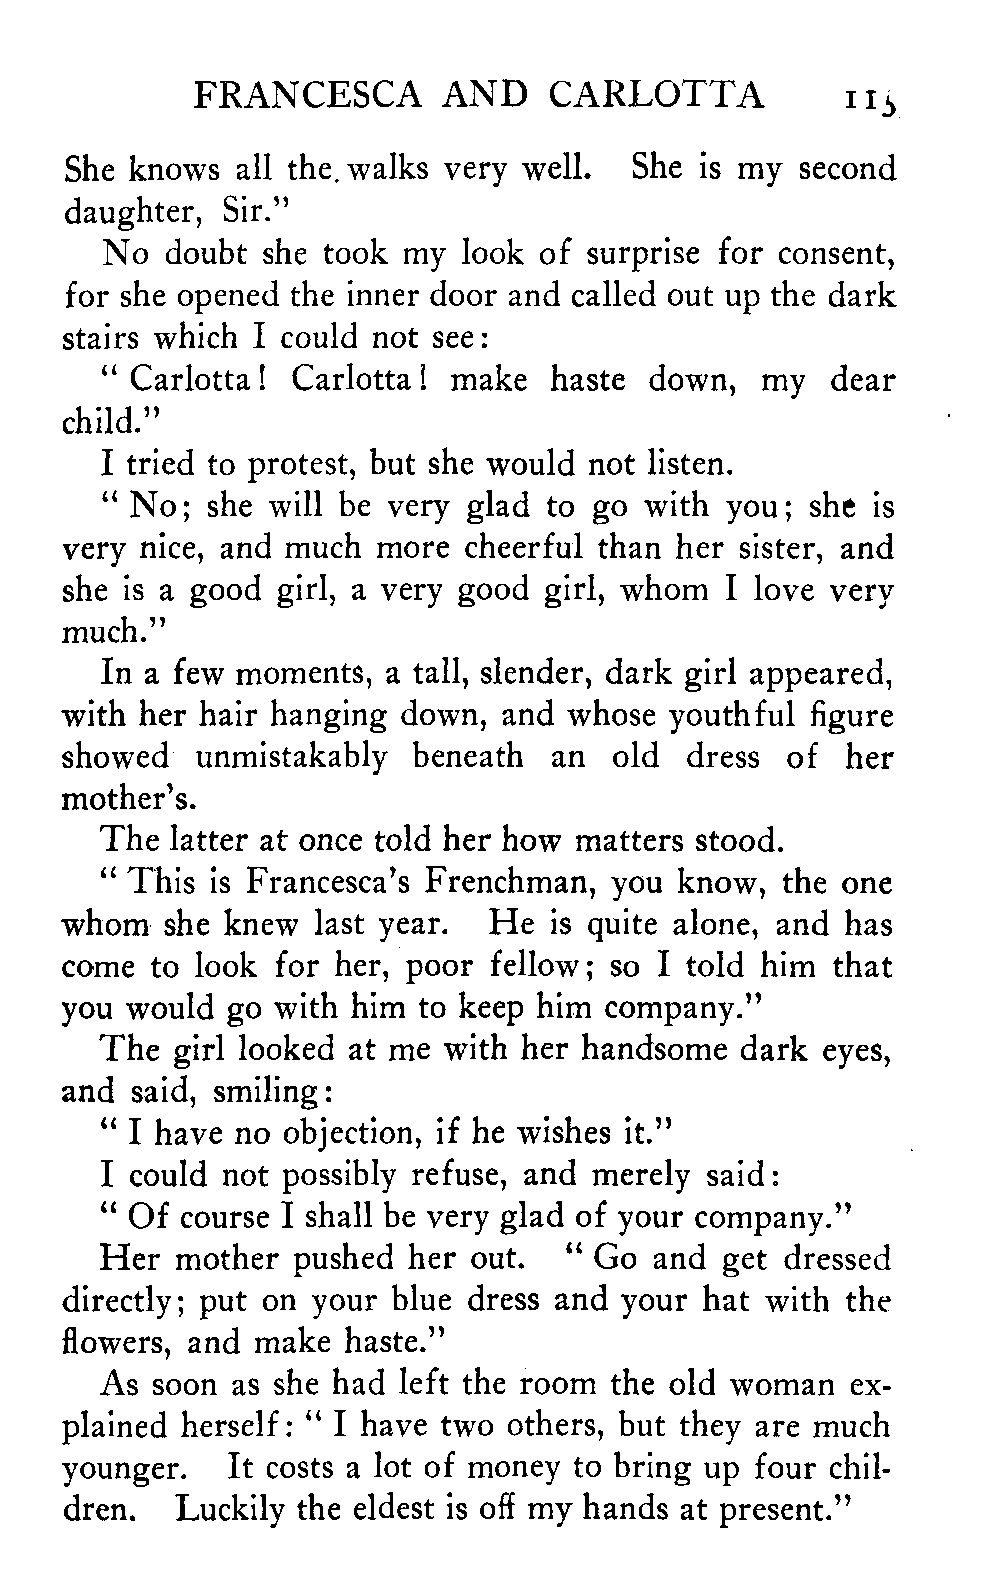 FRANCESCA AND CARLOTTA 115
She knows all the. walks very well. She is my second
daughter, Sir."
No doubt she took my look of surprise for consent,
for she opened the inner door and called out up the dark
stairs which I could not see:
" Carlotta! Carlotta! make haste down, my dear
child."
I tried to protest, but she would not listen.
" No; she will be very glad to go with you; she is
very nice, and much more cheerful than her sister, and
she is a good girl, a very good girl, whom I love very
much."
In a few moments, a tall, slender, dark girl appeared,
with her hair hanging down, and whose youthful figure
showed unmistakably beneath an old dress of her
mother's.
The latter at once told her how matters stood.
" This is Francesca's Frenchman, you know, the one
whom she knew last year. He is quite alone, and has
come to look for her, poor fellow; so I told him that
you would go with him to keep him company."
The girl looked at me with her handsome dark eyes,
and said, smiling:
" I have no objection, if he wishes it."
I could not possibly refuse, and merely said:
" Of course I shall be very glad of your company."
Her mother pushed her out. " Go and get dressed
directly; put on your blue dress and your hat with the
flowers, and make haste."
As soon as she had left the room the old woman ex-
plained herself: " I have two others, but they are much
younger. It costs a lot of money to bring up four chil-
dren. Luckily the eldest is off my hands at present."